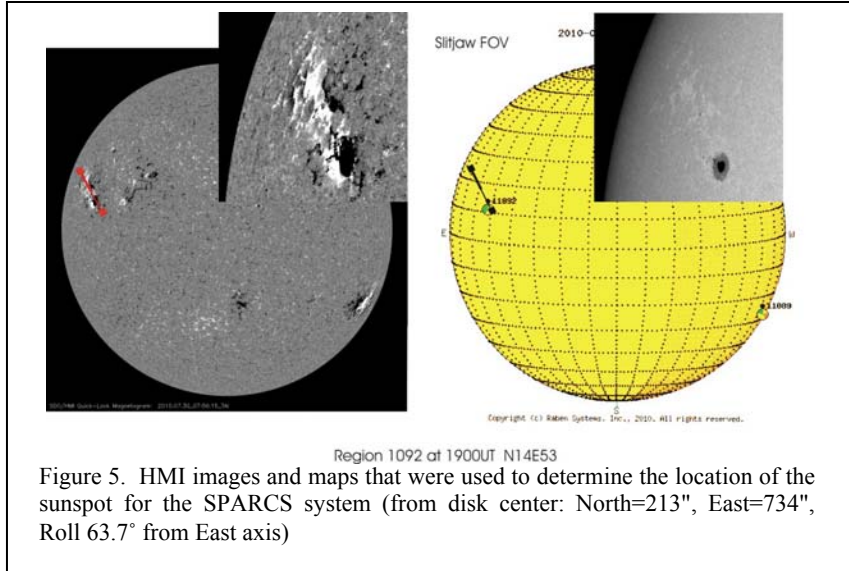 Slitjaw FOV
2010-0
11092
E
W
11089
S
Copyright (c) Raben Systems, Inc., 2010. All rights reserved.
Region 1092 at 1900UT N14E53
Figure 5. HMI images and maps that were used to determine the location of the
sunspot for the SPARCS system (from disk center: North=213", East=734",
Roll 63.7˚ from East axis)